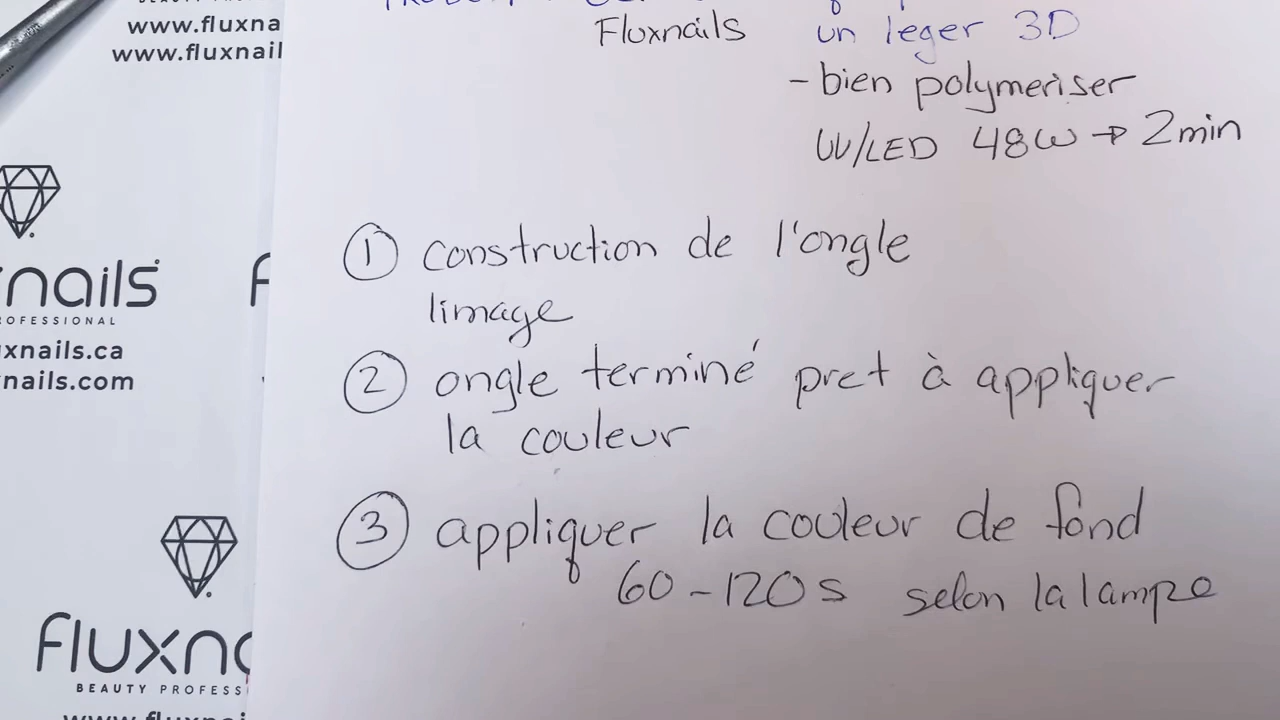 www.fluxna
www.fluxnail
Fluxnails un leger 3D
- bien polymeriser
UV/LED 48W → 2min
① construction de l'ongle
limage
② ongle terminé pret à appliquer
la couleur
③ appliquer la couleur de fond
60-120s selon la lampe
nails
OFESSIONAL
xnails.ca
nails.com
F
fluxna
BEAUTY PROFESS